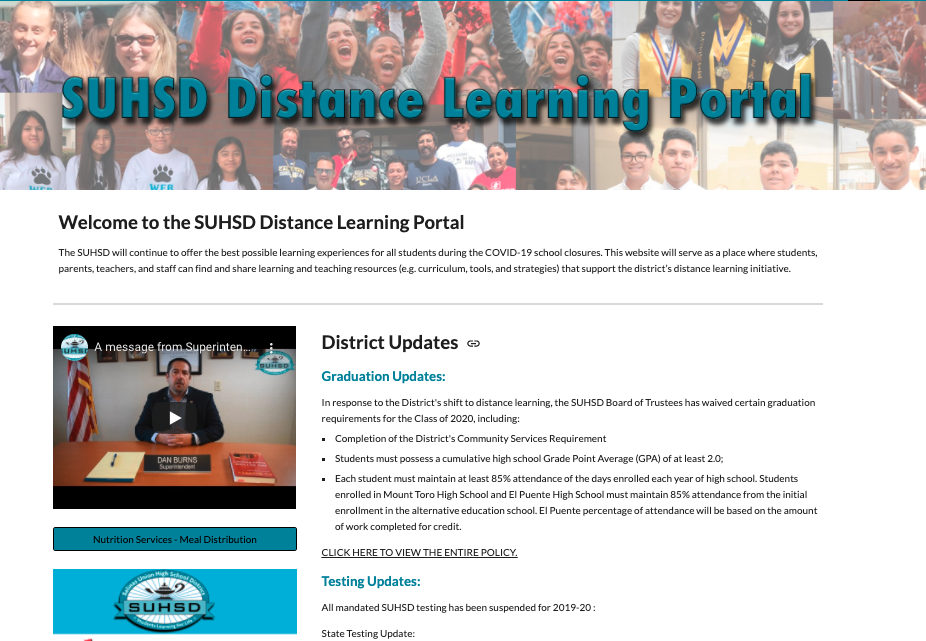 SUHSD Distance Learning Portal
WEB
WEB
UCLA
Welcome to the SUHSD Distance Learning Portal
The SUHSD will continue to offer the best possible learning experiences for all students during the COVID-19 school closures. This website will serve as a place where students,
parents, teachers, and staff can find and share learning and teaching resources (e.g. curriculum, tools, and strategies) that support the district's distance learning initiative.
A message from Superinten...
SUHSD
SUHSD
DAN BURNS
Superintendent
Nutrition Services - Meal Distribution
Salinas Union High School District
SUHSD
Students Learning For Life
District Updates
Graduation Updates:
In response to the District's shift to distance learning, the SUHSD Board of Trustees has waived certain graduation
requirements for the Class of 2020, including:
Completion of the District's Community Services Requirement
Students must possess a cumulative high school Grade Point Average (GPA) of at least 2.0;
Each student must maintain at least 85% attendance of the days enrolled each year of high school. Students
enrolled in Mount Toro High School and El Puente High School must maintain 85% attendance from the initial
enrollment in the alternative education school. El Puente percentage of attendance will be based on the amount
of work completed for credit.
CLICK HERE TO VIEW THE ENTIRE POLICY.
Testing Updates:
All mandated SUHSD testing has been suspended for 2019-20 :
State Testing Update: